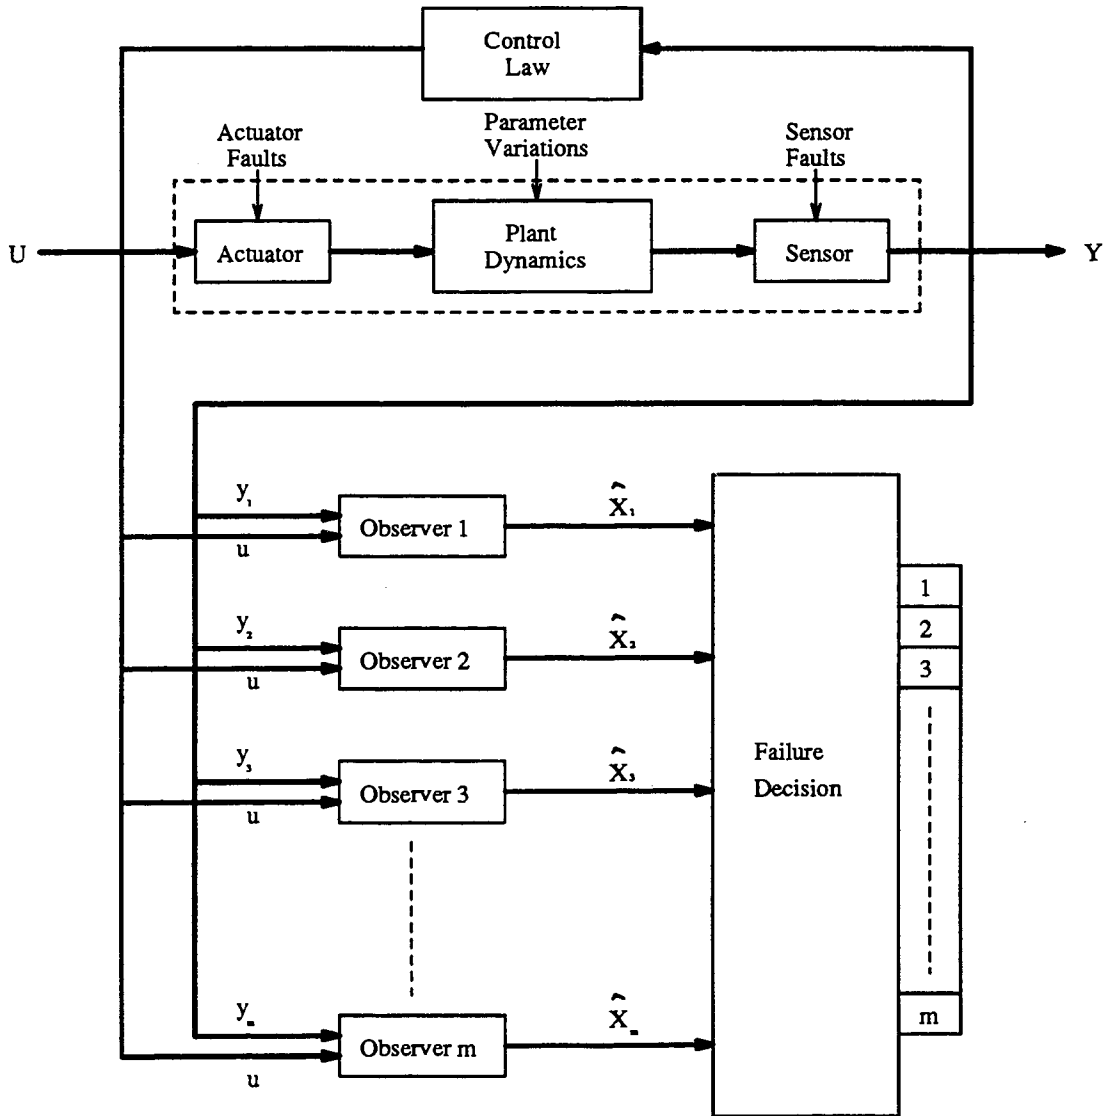 Control
Law
Actuator
Faults
Parameter
Variations
Sensor
Faults
U
Actuator
Plant
Dynamics
Sensor
Y
y₁
u
Observer 1
X̂₁
1
y₂
u
Observer 2
X̂₂
2
3
y₃
u
Observer 3
X̂₃
Failure
Decision
yₘ
u
Observer m
X̂ₘ
m